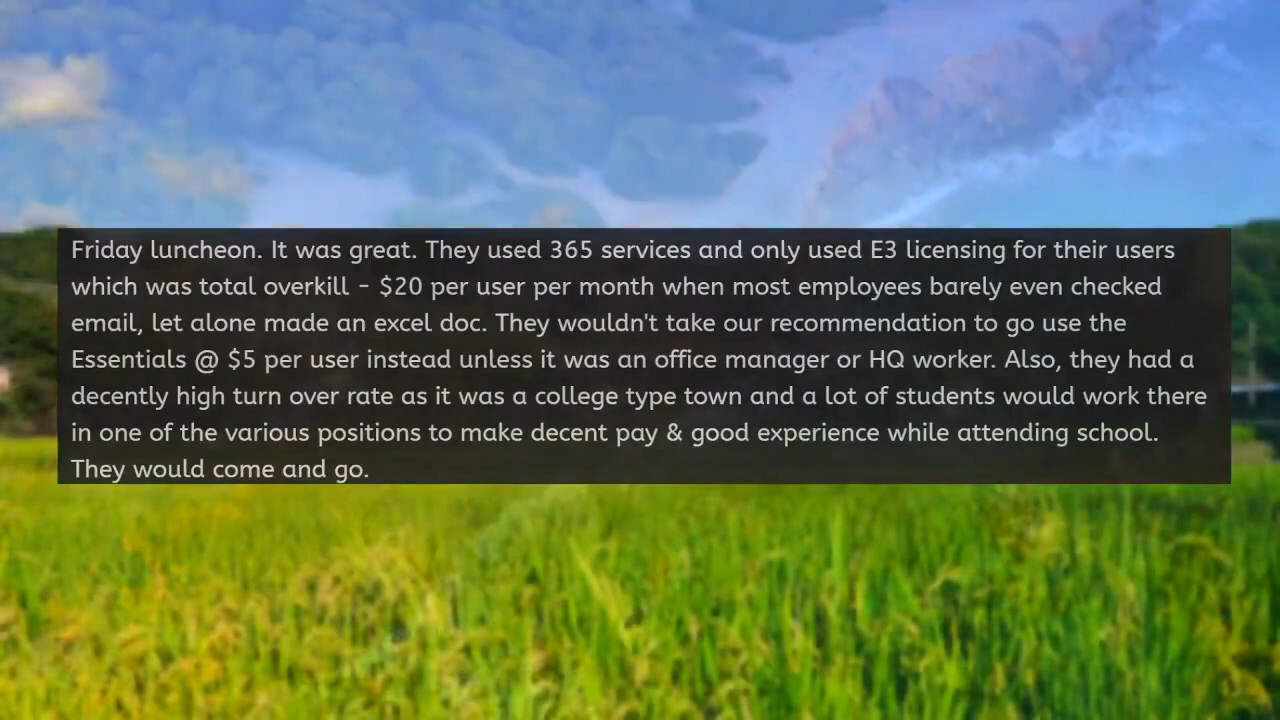 Friday luncheon. It was great. They used 365 services and only used E3 licensing for their users
which was total overkill - $20 per user per month when most employees barely even checked
email, let alone made an excel doc. They wouldn't take our recommendation to go use the
Essentials @ $5 per user instead unless it was an office manager or HQ worker. Also, they had a
decently high turn over rate as it was a college type town and a lot of students would work there
in one of the various positions to make decent pay & good experience while attending school.
They would come and go.